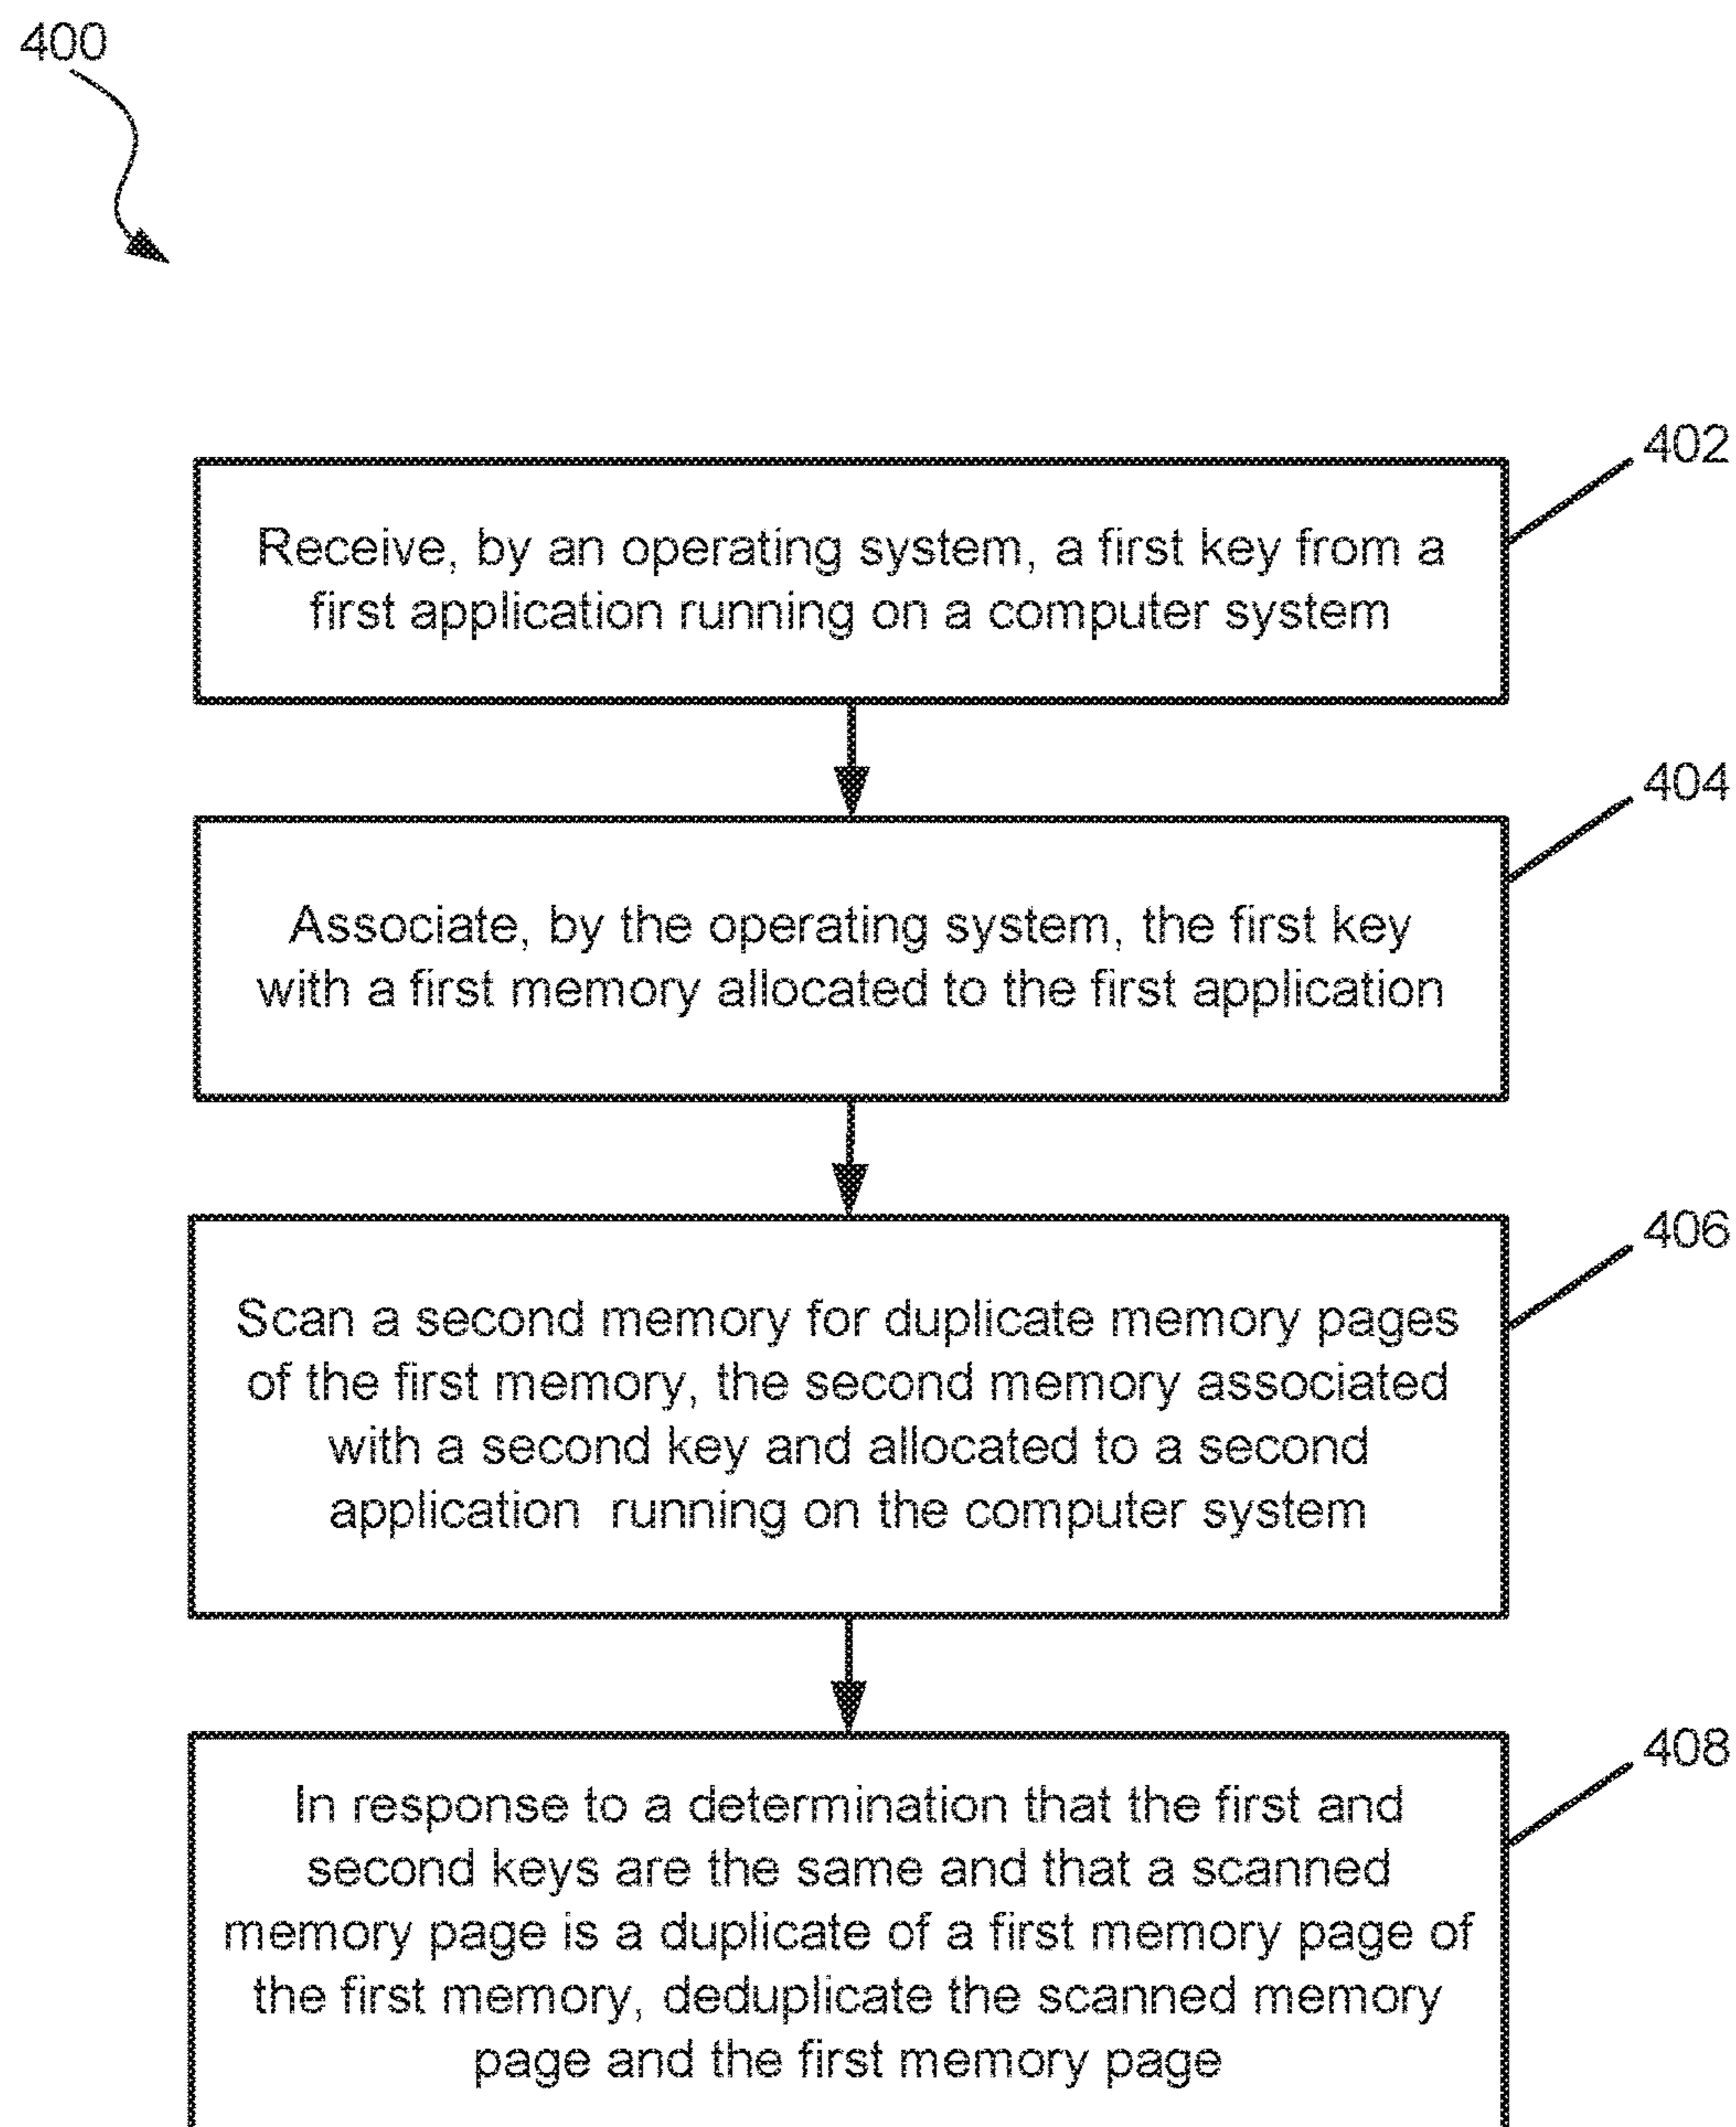 400
402
Receive, by an operating system, a first key from a
first application running on a computer system
404
Associate, by the operating system, the first key
with a first memory allocated to the first application
406
Scan a second memory for duplicate memory pages
of the first memory, the second memory associated
with a second key and allocated to a second
application running on the computer system
408
In response to a determination that the first and
second keys are the same and that a scanned
memory page is a duplicate of a first memory page of
the first memory, deduplicate the scanned memory
page and the first memory page